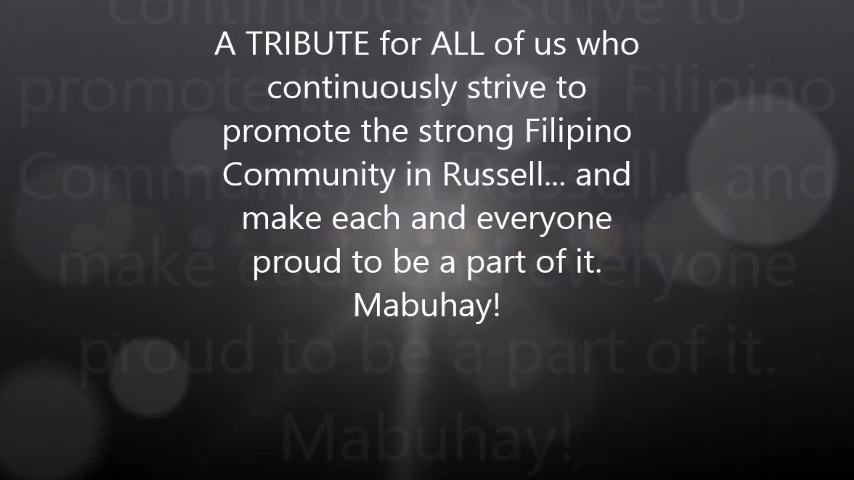 A TRIBUTE for ALL of us who
continuously strive to
promote the strong Filipino
Community in Russell... and
make each and everyone
proud to be a part of it.
Mabuhay!